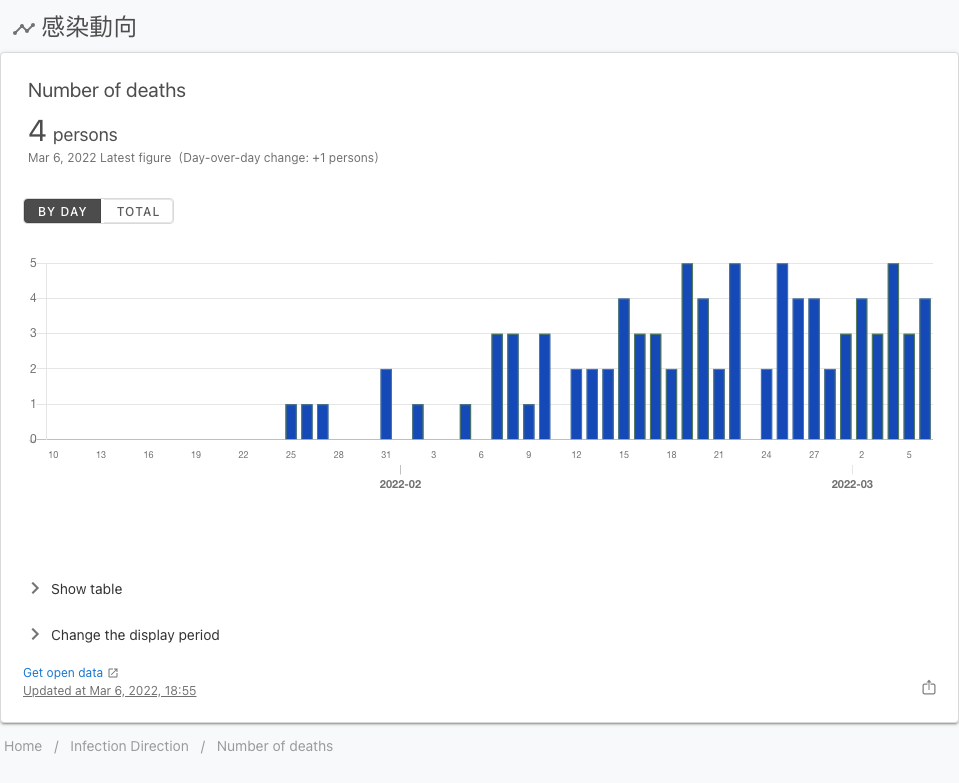 感染動向
Number of deaths
4 persons
Mar 6, 2022 Latest figure (Day-over-day change: +1 persons)
BY DAY TOTAL
5
4
3
2
1
0
10 13 16 19 22 25 28 31 3 6 9 12 15 18 21 24 27 2 5
2022-02 2022-03
Show table
Change the display period
Get open data
Updated at Mar 6, 2022, 18:55
Home / Infection Direction / Number of deaths